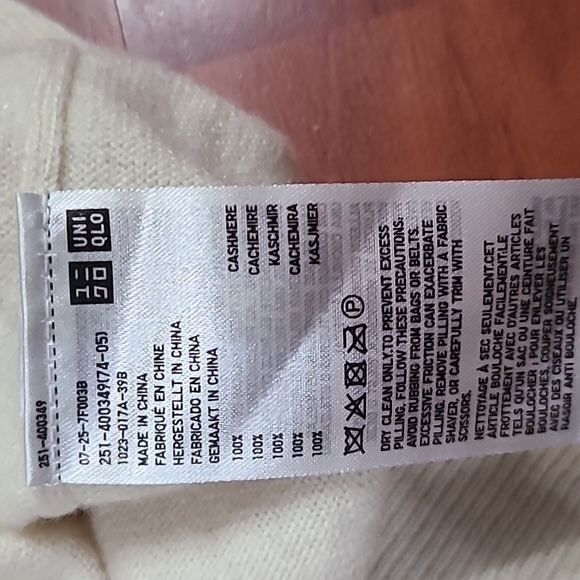 251-400349
ユニ
クロ
UNI
QLO
07-25-7F003B
251-400349(74-05)
1023-017A-39B
MADE IN CHINA
FABRIQUÉ EN CHINE
HERGESTELLT IN CHINA
FABRICADO EN CHINA
GEMAAKT IN CHINA
100% CASHMERE
100% CACHEMIRE
100% KASCHMIR
100% CACHEMIRA
100% KASJMIER
P
DRY CLEAN ONLY.TO PREVENT EXCESS
PILLING, FOLLOW THESE PRECAUTIONS:
AVOID RUBBING FROM BAGS OR BELTS.
EXCESSIVE FRICTION CAN EXACERBATE
PILLING. REMOVE PILLING WITH A FABRIC
SHAVER, OR CAREFULLY TRIM WITH
SCISSORS.
NETTOYAGE À SEC SEULEMENT.CET
ARTICLE BOULOCHE FACILEMENT.LE
FROTTEMENT AVEC D'AUTRES ARTICLES
TELS QU'UN SAC OU UNE CEINTURE FAIT
BOULOCHER. POUR ENLEVER LES
BOULOCHES, COUPER SOIGNEUSEMENT
AVEC DES CISEAUX OU UTILISER UN
RASOIR ANTI BOULOCHE.